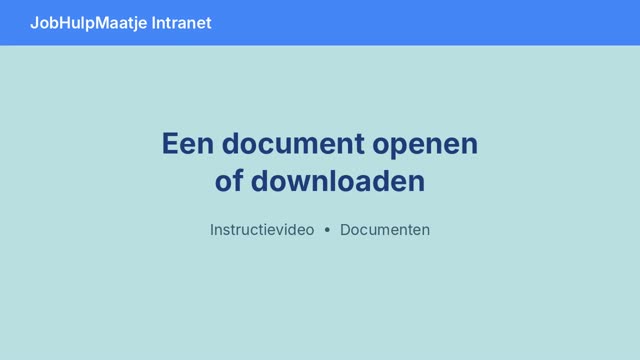 JobHulpMaatje Intranet
Een document openen
of downloaden
Instructievideo • Documenten